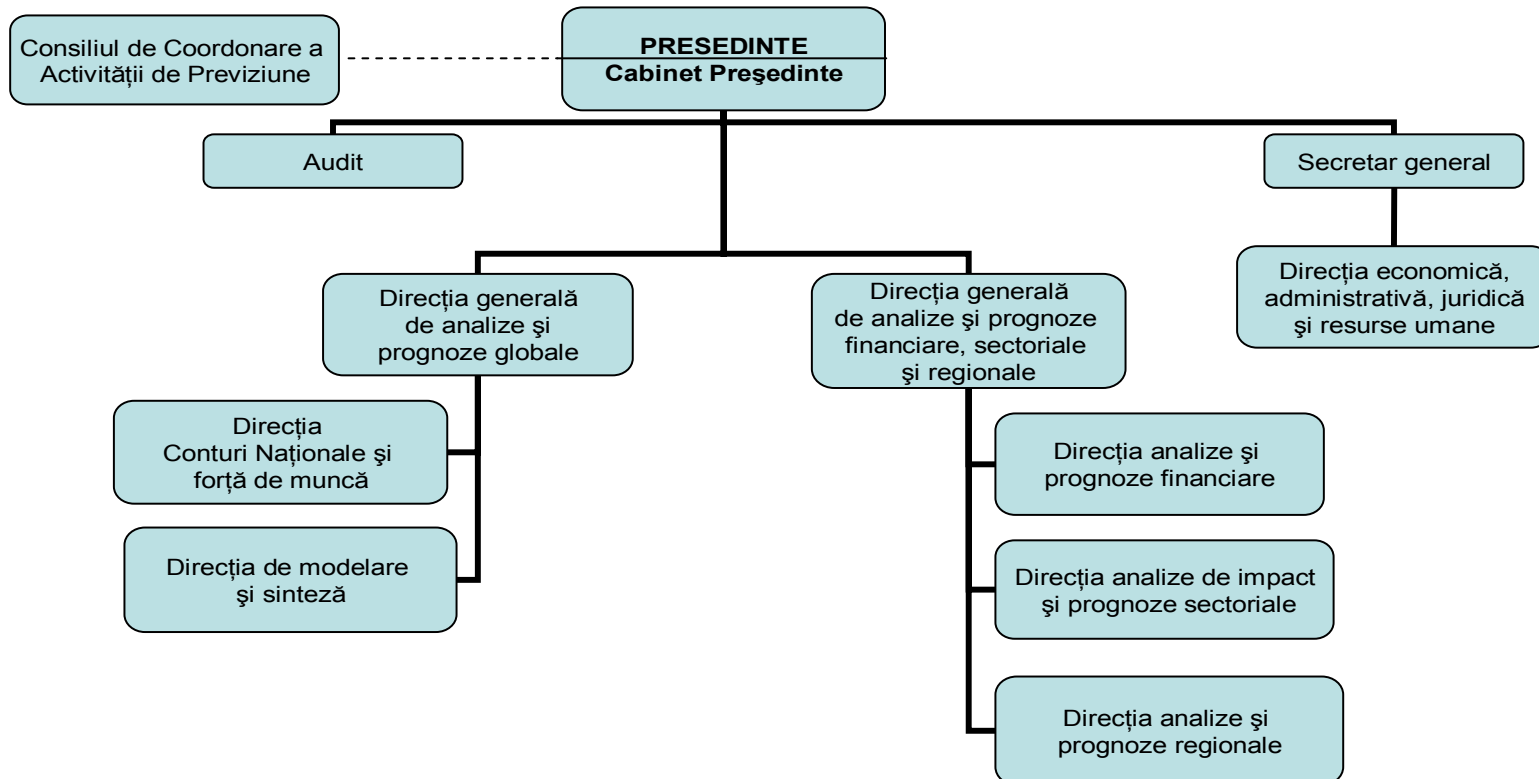 Consiliul de Coordonare a
Activității de Previziune
PRESEDINTE
Cabinet Preşedinte
Audit
Secretar general
Direcția generală
de analize şi
prognoze globale
Direcția generală
de analize şi prognoze
financiare, sectoriale
şi regionale
Direcția economică,
administrativă, juridică
şi resurse umane
Direcția
Conturi Naționale şi
forță de muncă
Direcția de modelare
şi sinteză
Direcția analize şi
prognoze financiare
Direcția analize de impact
şi prognoze sectoriale
Direcția analize şi
prognoze regionale